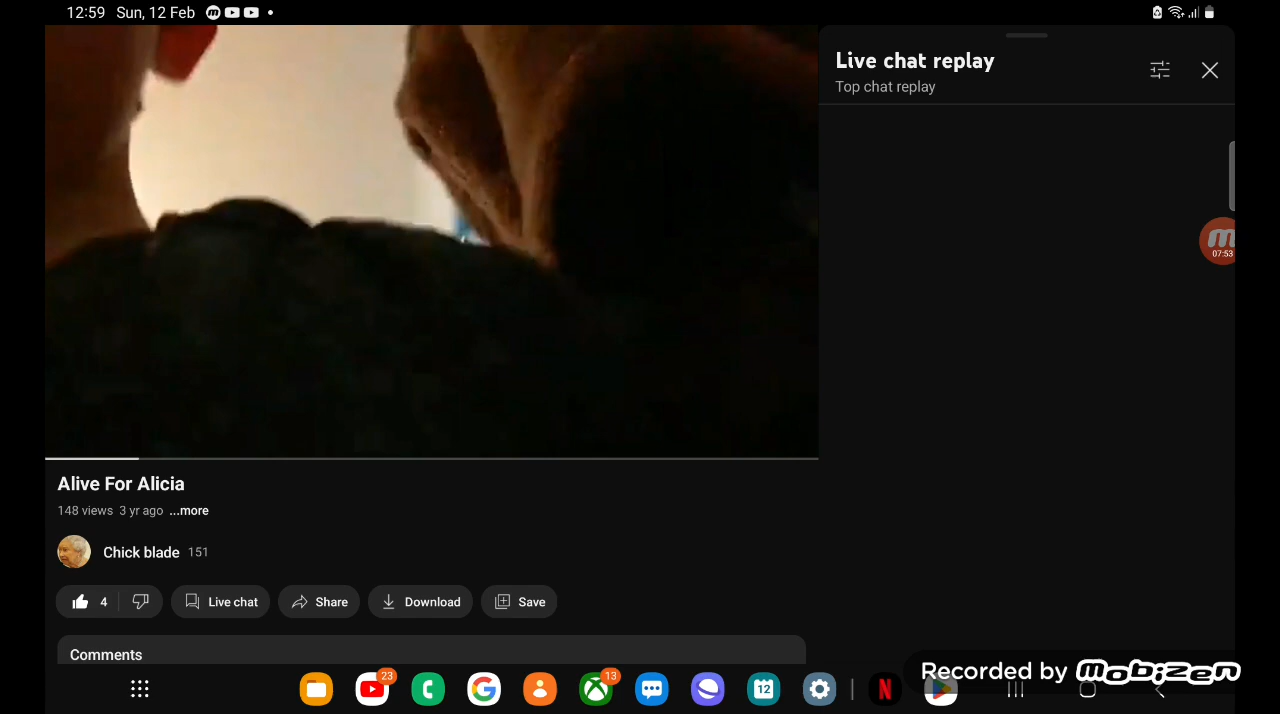 12:59 Sun, 12 Feb
Live chat replay
Top chat replay
07:53
Alive For Alicia
148 views 3 yr ago ...more
Chick blade 151
4 Live chat Share Download Save
Comments
23
13
12
Recorded by mobizen